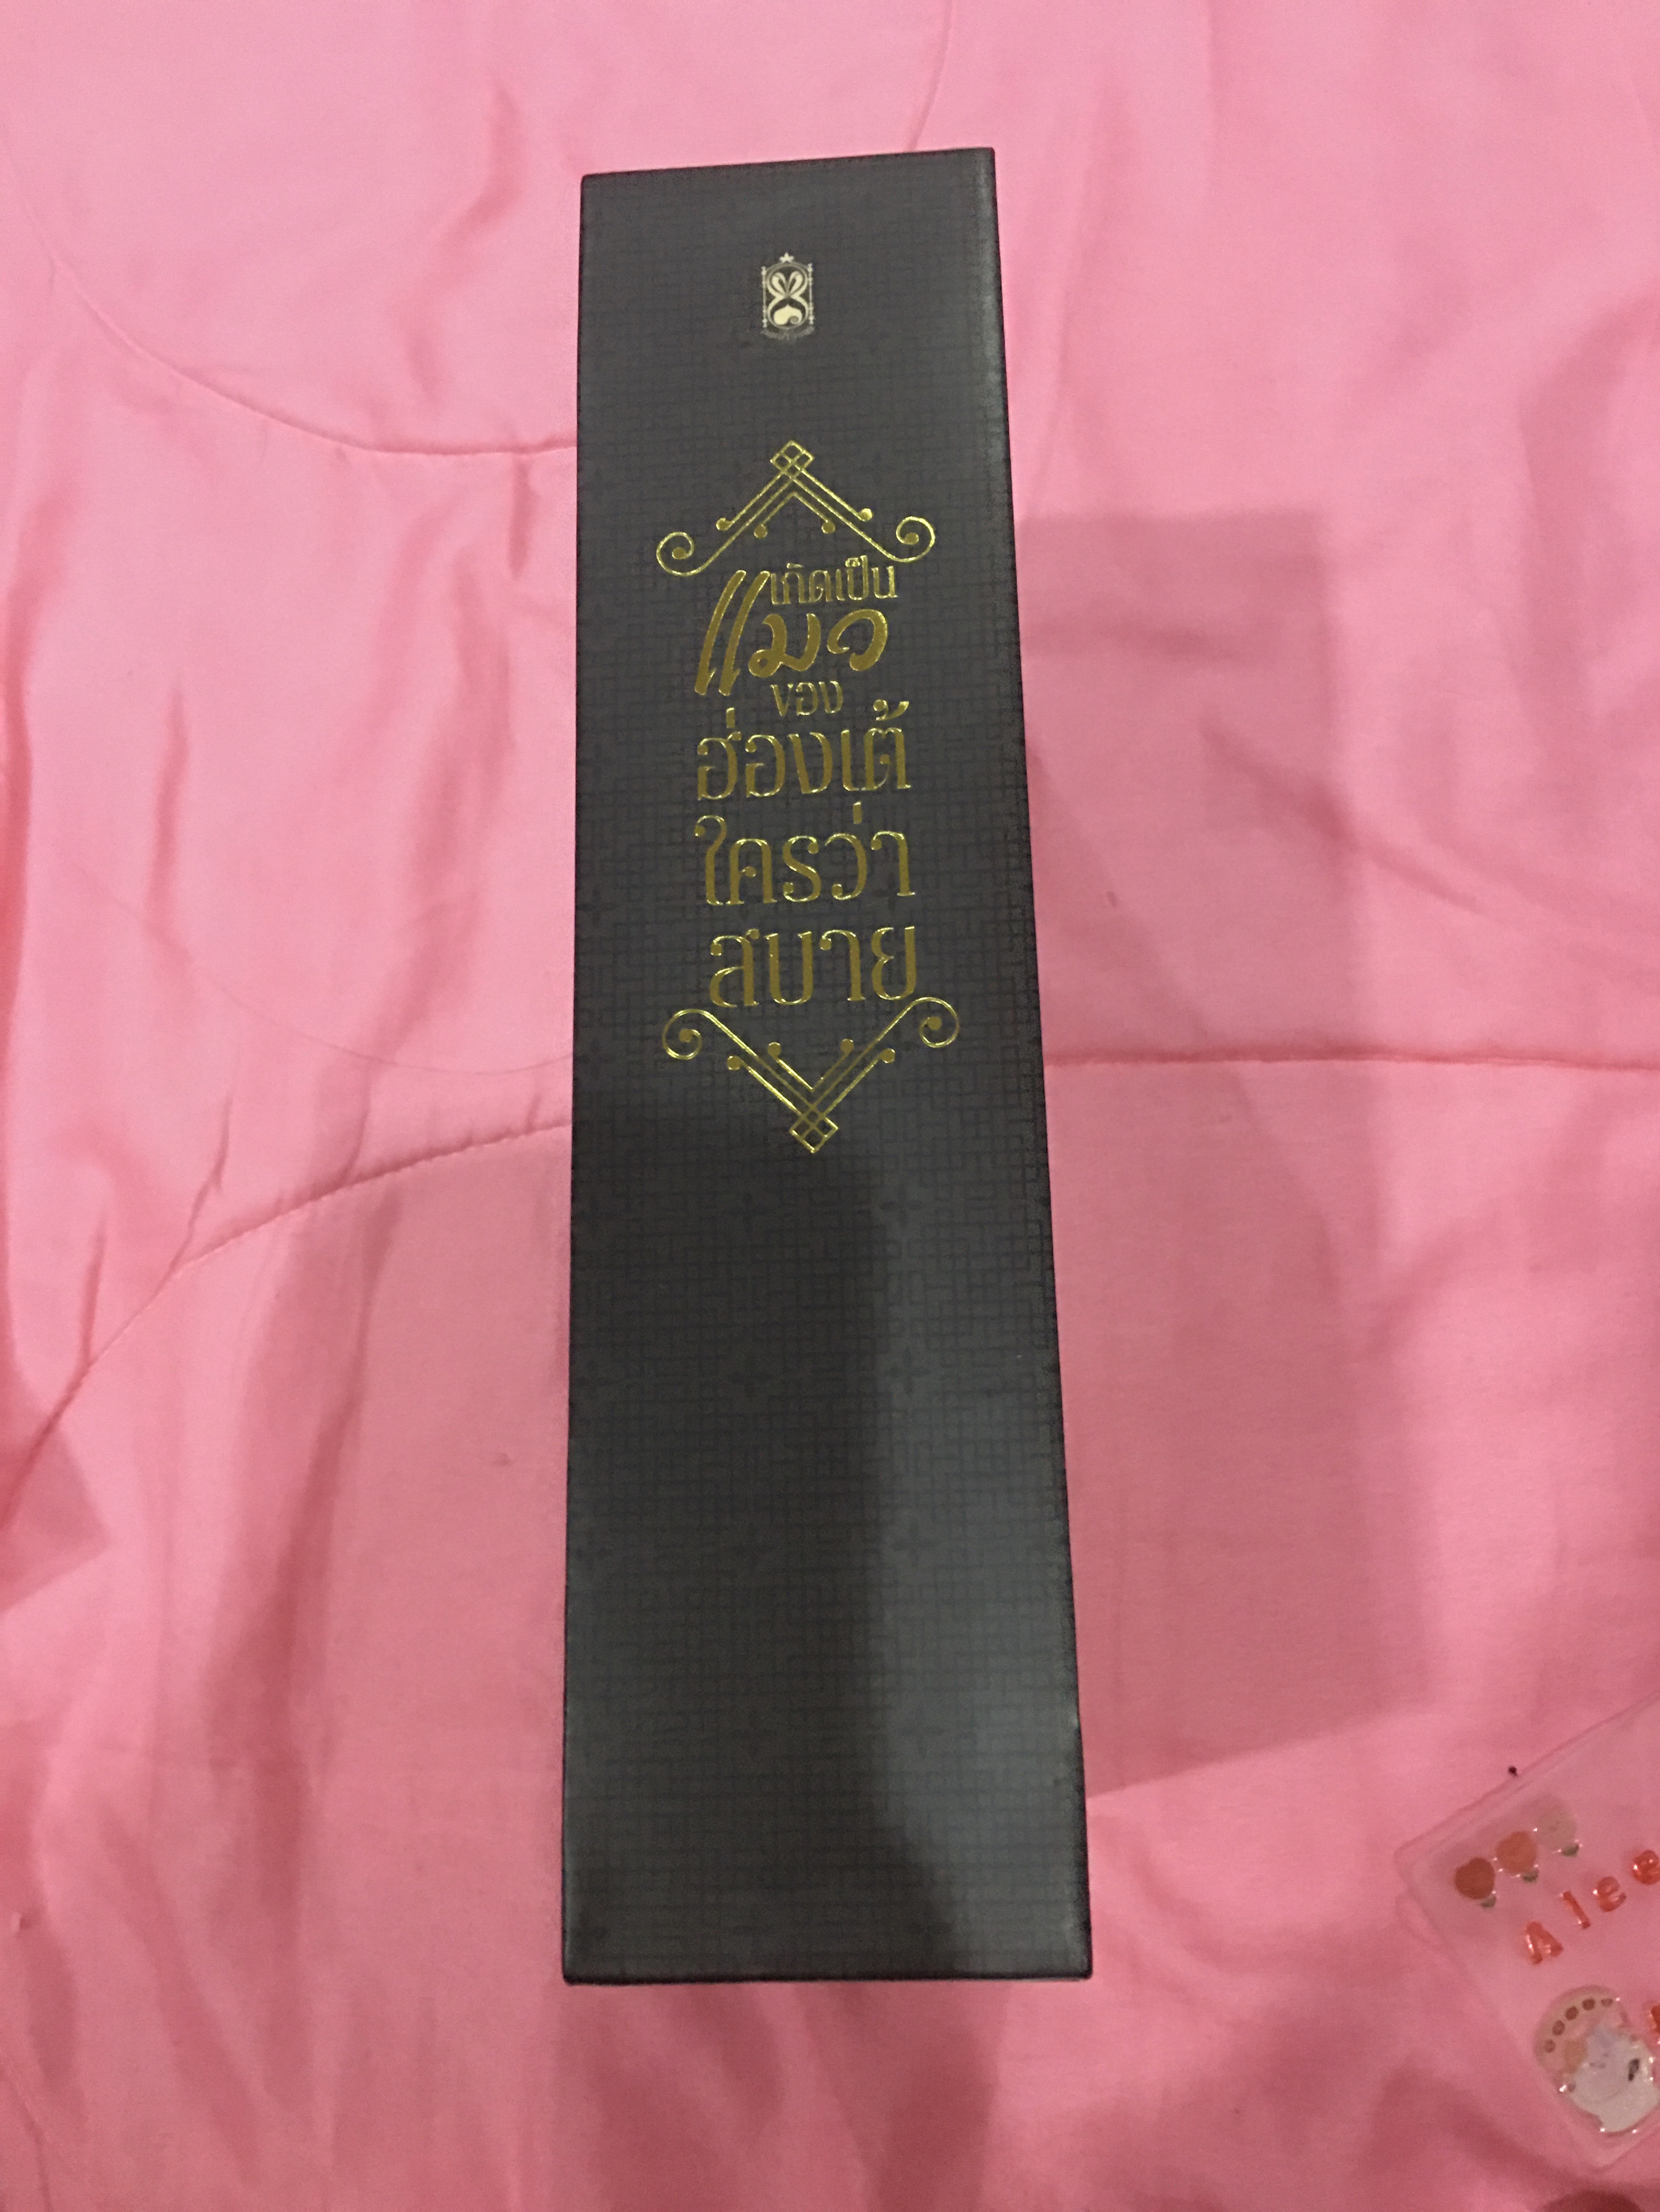 เกิดเป็น
แมว
ของ
ฮ่องเต้
ใครว่า
สบาย
Alee